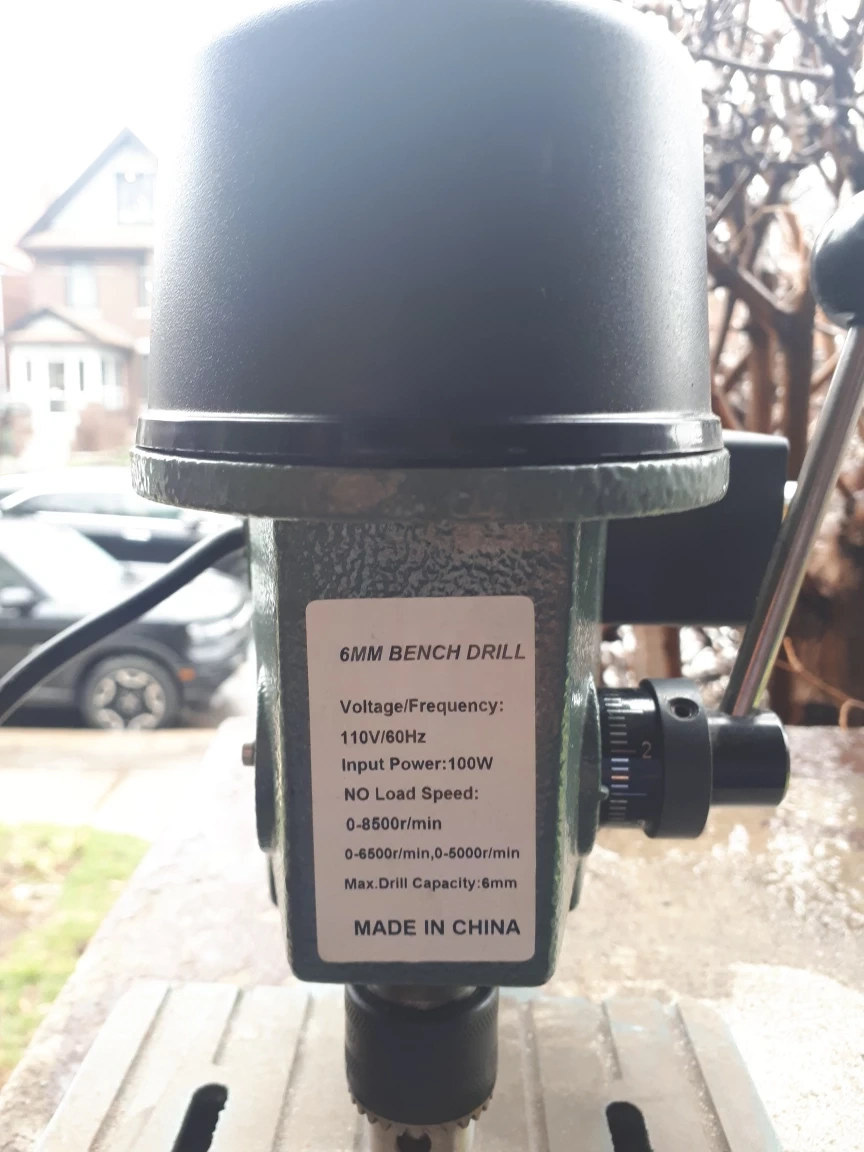 6MM BENCH DRILL
Voltage/Frequency:
110V/60Hz
Input Power:100W
NO Load Speed:
0-8500r/min
0-6500r/min,0-5000r/min
Max.Drill Capacity:6mm
MADE IN CHINA
2